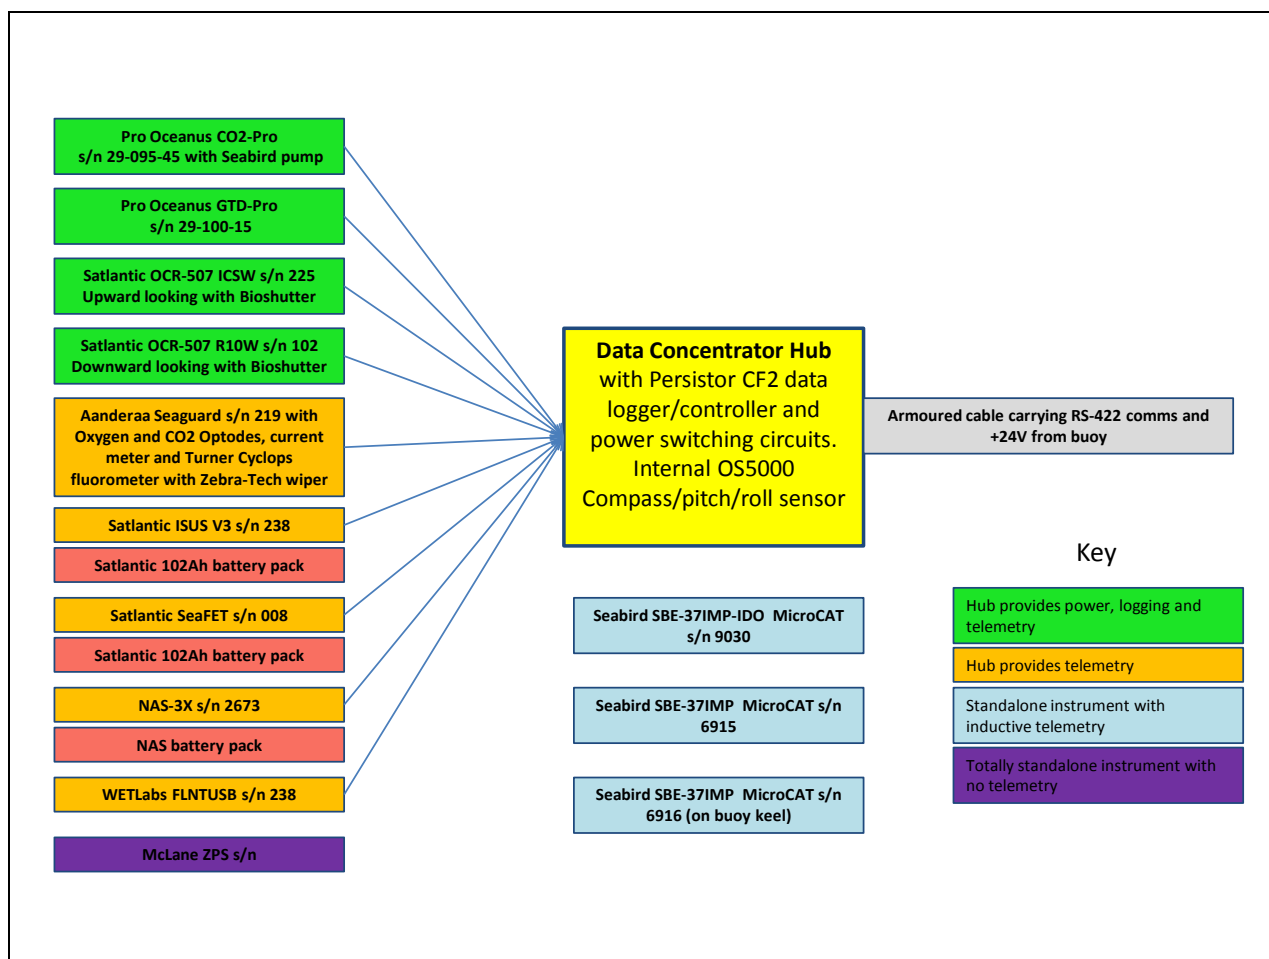 Pro Oceanus CO2-Pro
s/n 29-095-45 with Seabird pump
Pro Oceanus GTD-Pro
s/n 29-100-15
Satlantic OCR-507 ICSW s/n 225
Upward looking with Bioshutter
Satlantic OCR-507 R10W s/n 102
Downward looking with Bioshutter
Aanderaa Seaguard s/n 219 with
Oxygen and CO2 Optodes, current
meter and Turner Cyclops
fluorometer with Zebra-Tech wiper
Satlantic ISUS V3 s/n 238
Satlantic 102Ah battery pack
Satlantic SeaFET s/n 008
Satlantic 102Ah battery pack
NAS-3X s/n 2673
NAS battery pack
WETLabs FLNTUSB s/n 238
McLane ZPS s/n
Data Concentrator Hub
with Persistor CF2 data
logger/controller and
power switching circuits.
Internal OS5000
Compass/pitch/roll sensor
Seabird SBE-37IMP-IDO MicroCAT
s/n 9030
Seabird SBE-37IMP MicroCAT s/n
6915
Seabird SBE-37IMP MicroCAT s/n
6916 (on buoy keel)
Armoured cable carrying RS-422 comms and
+24V from buoy
Key
Hub provides power, logging and
telemetry
Hub provides telemetry
Standalone instrument with
inductive telemetry
Totally standalone instrument with
no telemetry